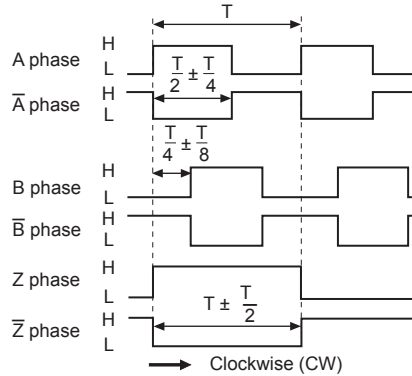 T
A phase H
L
T/2 ± T/4
A̅ phase H
L
T/4 ± T/8
B phase H
L
B̅ phase H
L
Z phase H
L
T ± T/2
Z̅ phase H
L
Clockwise (CW)